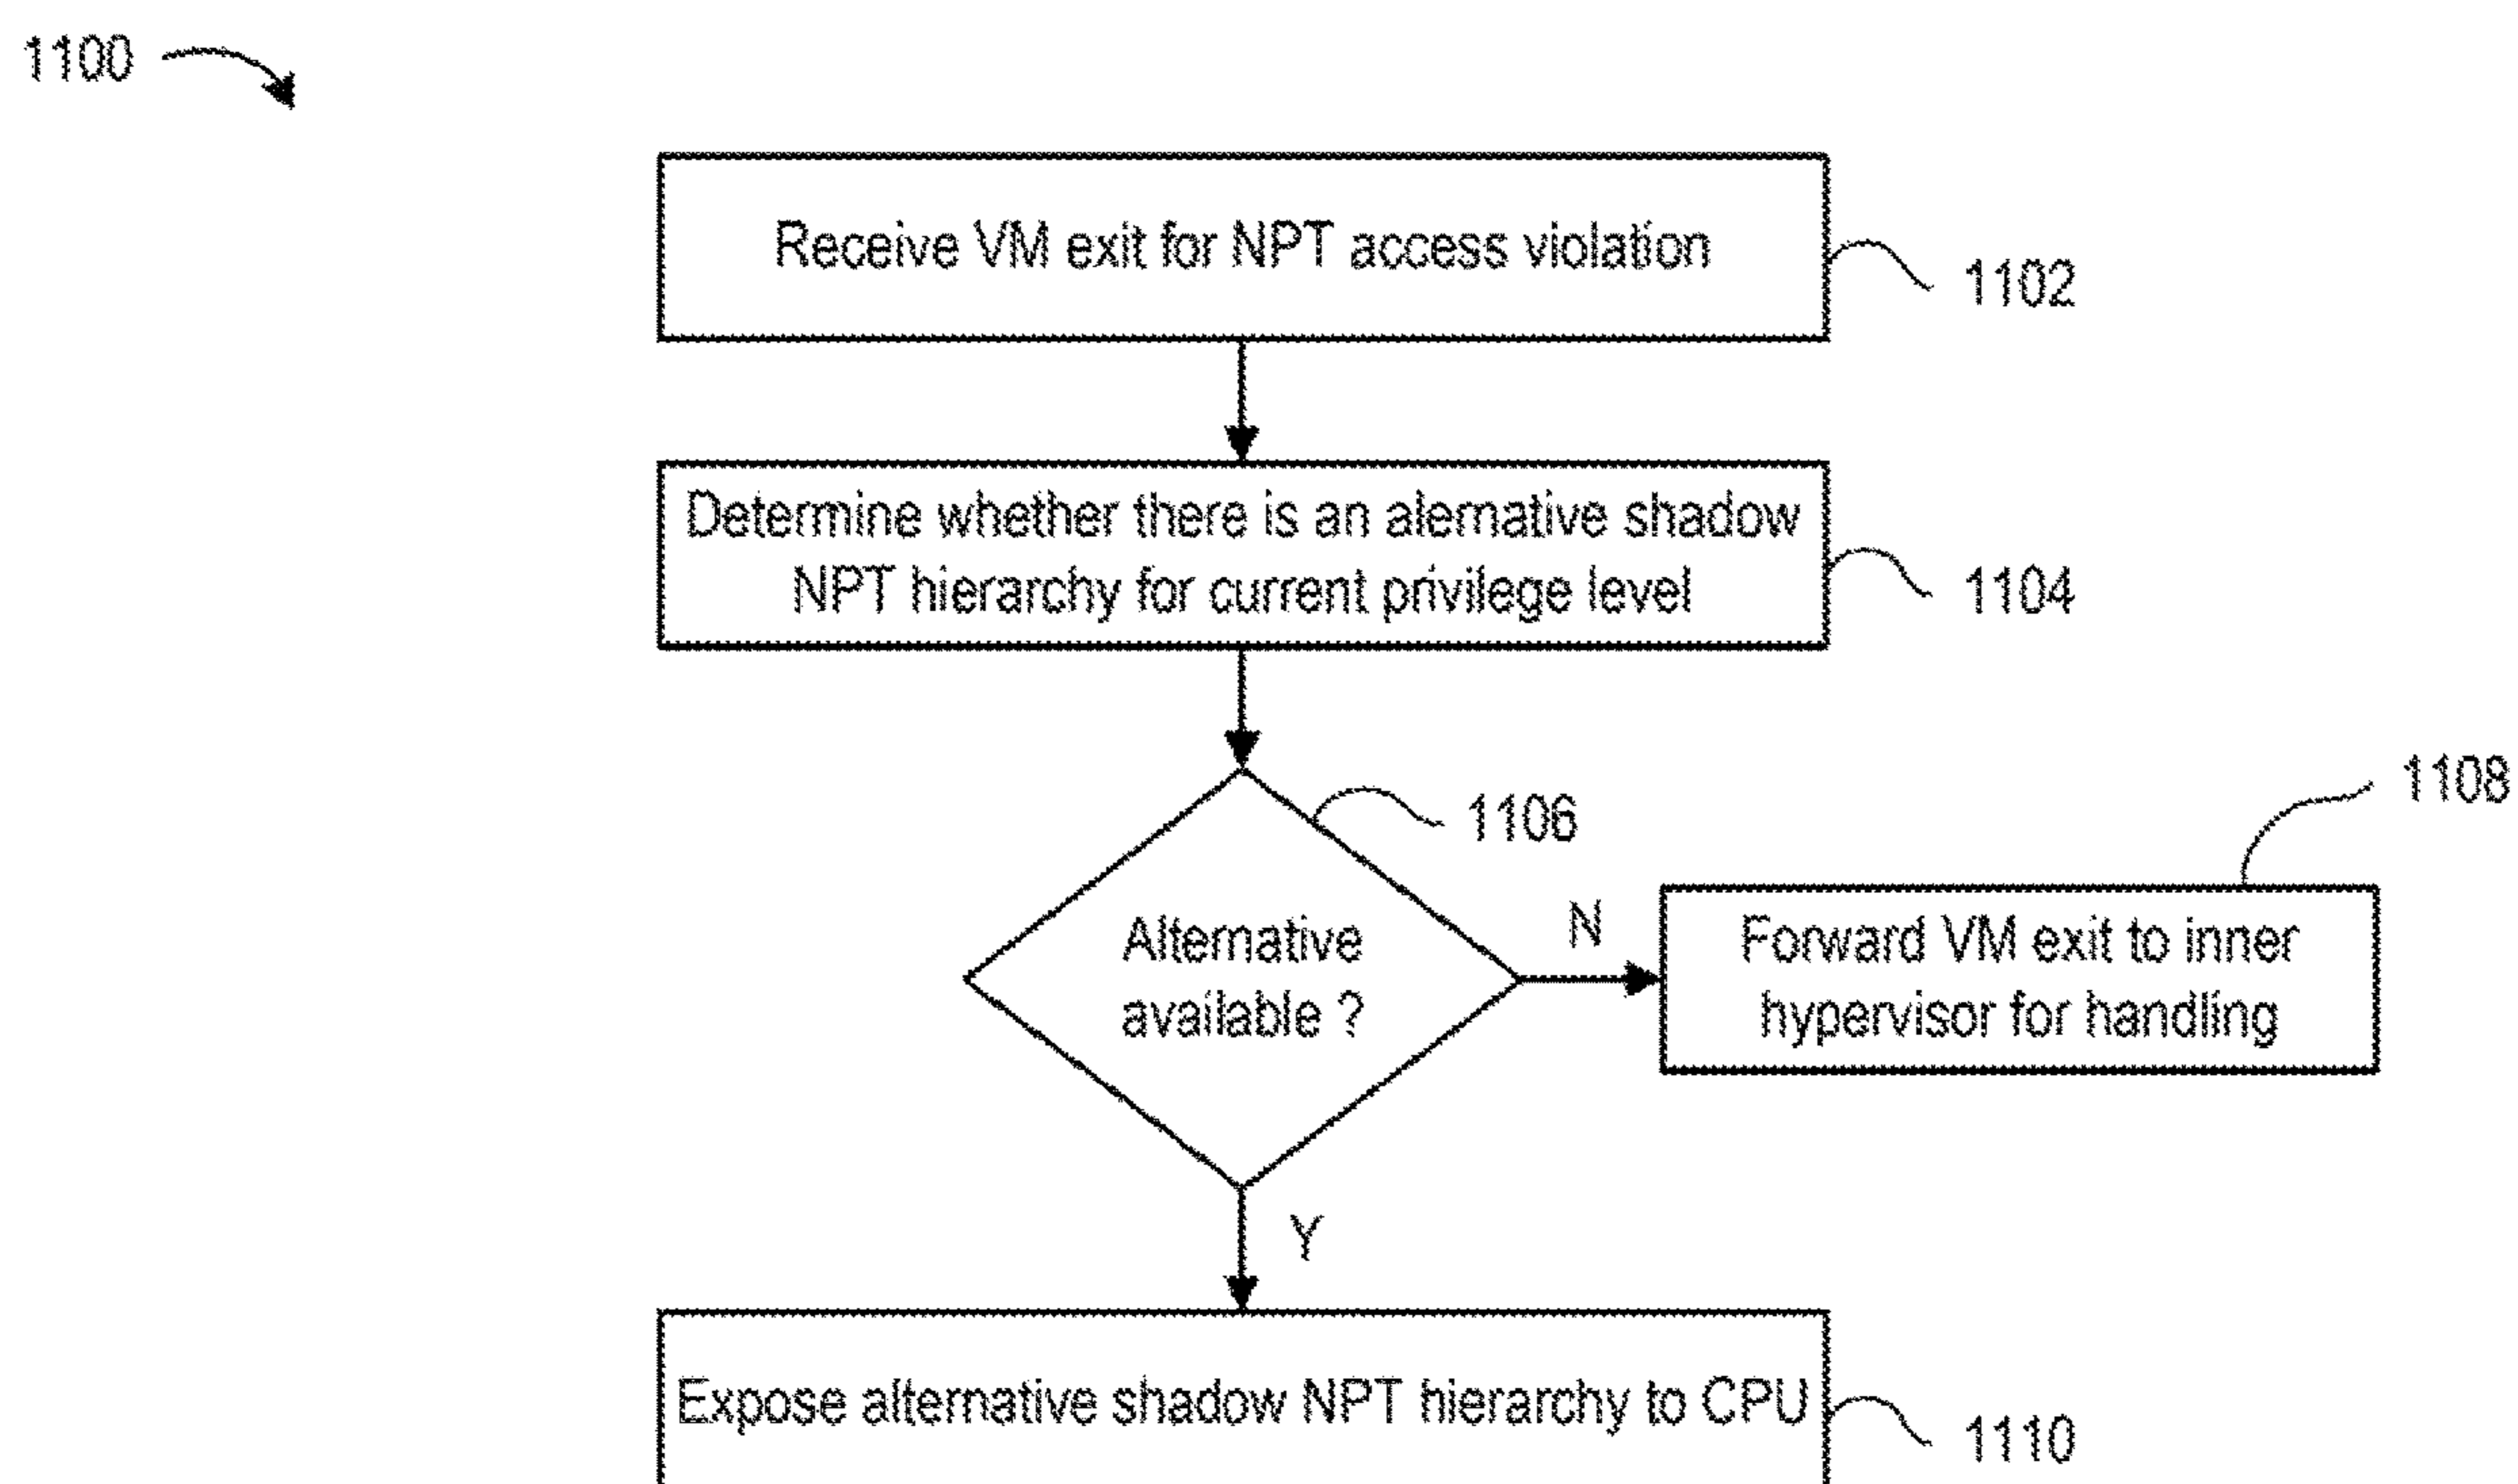 1100
Receive VM exit for NPT access violation
1102
Determine whether there is an alernative shadow
NPT hierarchy for current privilege level
1104
1106
1108
Alternative
available ?
N
Forward VM exit to inner
hypervisor for handling
Y
Expose alternative shadow NPT hierarchy to CPU
1110